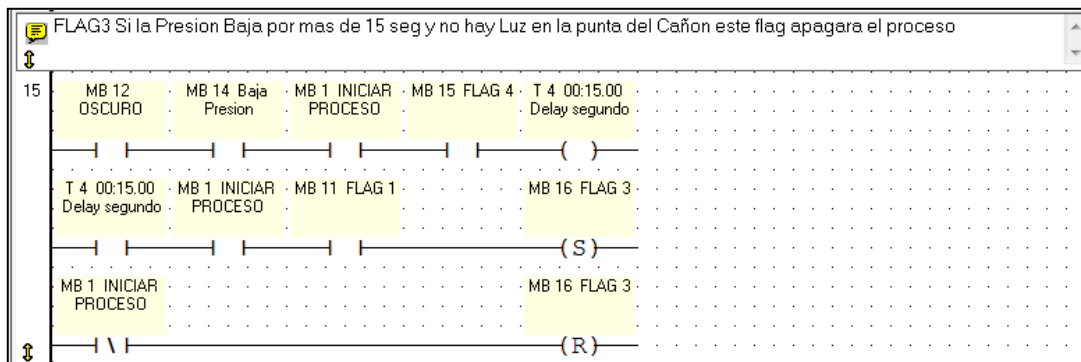 FLAG3 Si la Presion Baja por mas de 15 seg y no hay Luz en la punta del Cañon este flag apagara el proceso
15
MB 12 OSCURO
MB 14 Baja Presion
MB 1 INICIAR PROCESO
MB 15 FLAG 4
T 4 00:15.00 Delay segundo
T 4 00:15.00 Delay segundo
MB 1 INICIAR PROCESO
MB 11 FLAG 1
MB 16 FLAG 3
S
MB 1 INICIAR PROCESO
MB 16 FLAG 3
R